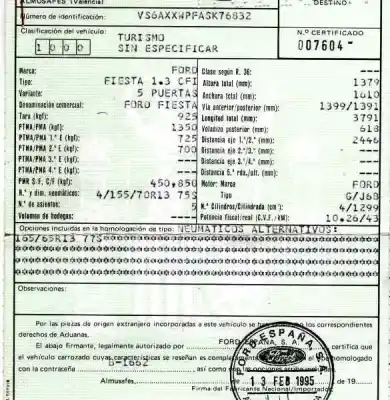 ALMUSAFES (Valencia)
DESTINO
Número de identificación: VS6AXXWPFASK76832
Clasificación del vehículo:
1000
TURISMO
SIN ESPECIFICAR
N.º CERTIFICADO
007604-
Marca: FORD
Tipo: FIESTA 1.3 CFI
Variante: 5 PUERTAS
Denominación comercial: FORD FIESTA
Tara (kgf): 925
PTMA/PMA (kgf): 1350
PTMA/PMA 1.º E (kgf): 725
PTMA/PMA 2.º E (kgf): 700
PTMA/PMA 3.º E (kgf): ---
PTMA/PMA 4.º E (kgf): ---
PMR S/F, C/F (kgf): 450,850
N.º y dim. neumáticos: 4/155/70R13 75S
N.º de asientos: 5
Volumen de bodegas: ---
Clase según R. 36: ---
Altura total (mm): 1379
Anchura total (mm): 1610
Vía anterior/posterior (mm): 1399/1391
Longitud total (mm): 3791
Voladizo posterior (mm): 618
Distancia eje 1.º/2.º (mm): 2446
Distancia eje 2.º/3.º (mm): ---
Distancia eje 3.º/4.º (mm): ---
Distancia 5.ª rda./ult. (mm): ---
Motor: Marca FORD
Tipo G/J6B
N.º Cilindros/Cilindrada (cm³): 4/1299
Potencia fiscal/real (C.V.F./kW): 10.26/43
Opciones incluidas en la homologación de tipo: NEUMATICOS ALTERNATIVOS:
165/65R13 77S
Observaciones:
Por las piezas de origen extranjero incorporadas a este vehículo se han los correspondientes
derechos de Aduanas.
El abajo firmante, legalmente autorizado por FORD ESPAÑA, S. A. certifica que
el vehículo carrozado cuyas características se reseñan es homologado
con la contraseña B-1662 así como
FORD ESPAÑA, S.A.
Ford
13 FEB 1995
Almusafes, de 19
Firma del Fabricante Nacional/Importador